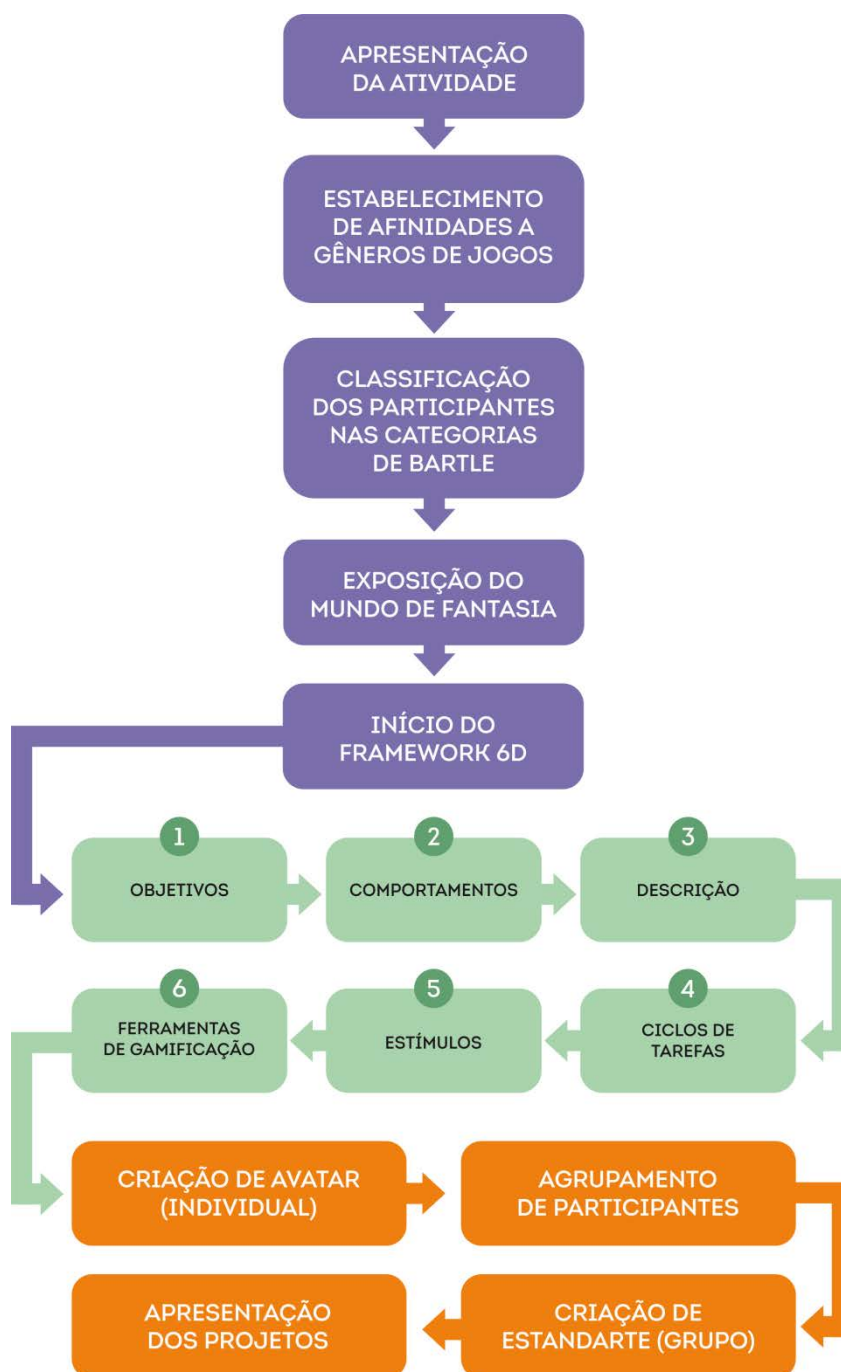 APRESENTAÇÃO
DA ATIVIDADE
ESTABELECIMENTO
DE AFINIDADES A
GÊNEROS DE JOGOS
CLASSIFICAÇÃO
DOS PARTICIPANTES
NAS CATEGORIAS
DE BARTLE
EXPOSIÇÃO DO
MUNDO DE FANTASIA
INÍCIO DO
FRAMEWORK 6D
1
OBJETIVOS
2
COMPORTAMENTOS
3
DESCRIÇÃO
4
CICLOS DE
TAREFAS
5
ESTÍMULOS
6
FERRAMENTAS
DE GAMIFICAÇÃO
CRIAÇÃO DE AVATAR
(INDIVIDUAL)
AGRUPAMENTO
DE PARTICIPANTES
CRIAÇÃO DE
ESTANDARTE (GRUPO)
APRESENTAÇÃO
DOS PROJETOS